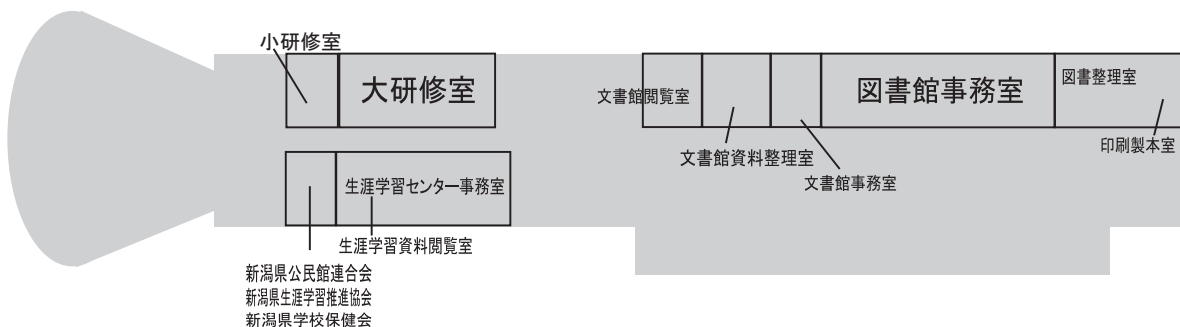 小研修室
大研修室
文書館閲覧室
図書館事務室
図書整理室
文書館資料整理室
文書館事務室
印刷製本室
生涯学習センター事務室
生涯学習資料閲覧室
新潟県公民館連合会
新潟県生涯学習推進協会
新潟県学校保健会